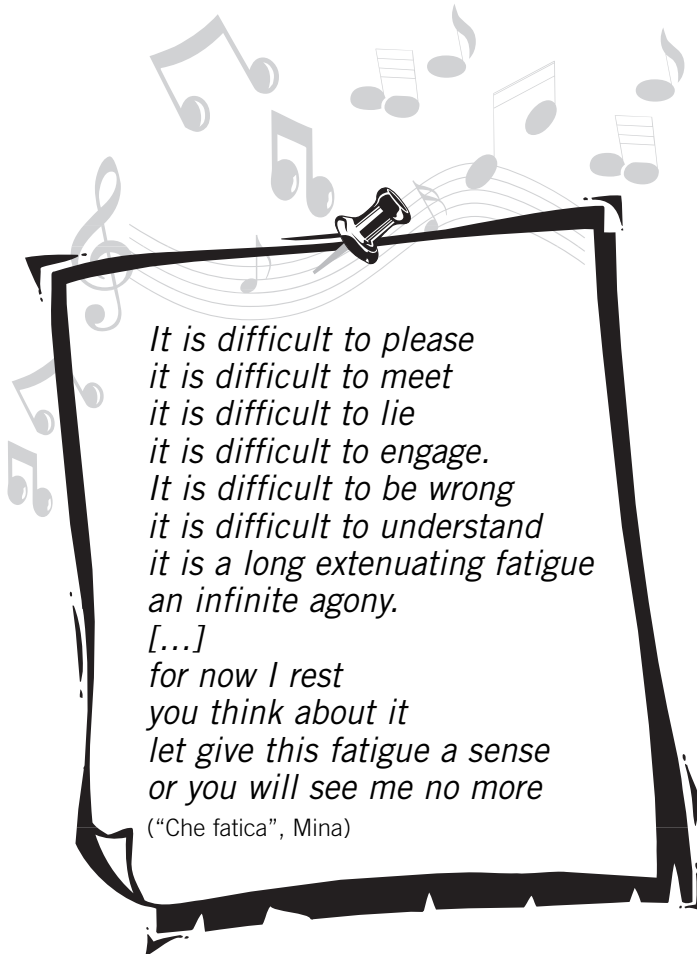 It is difficult to please
it is difficult to meet
it is difficult to lie
it is difficult to engage.
It is difficult to be wrong
it is difficult to understand
it is a long extenuating fatigue
an infinite agony.
[…]
for now I rest
you think about it
let give this fatigue a sense
or you will see me no more
(“Che fatica”, Mina)